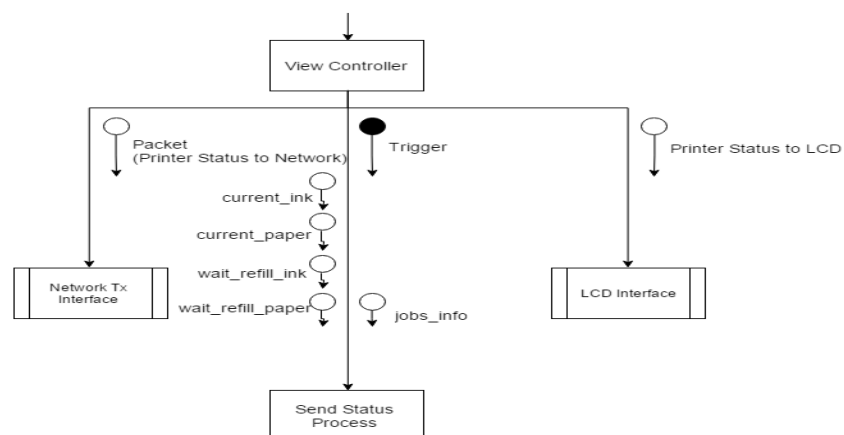 View Controller
Packet
(Printer Status to Network)
Trigger
Printer Status to LCD
current_ink
current_paper
wait_refill_ink
wait_refill_paper
jobs_info
Network Tx
Interface
LCD Interface
Send Status
Process